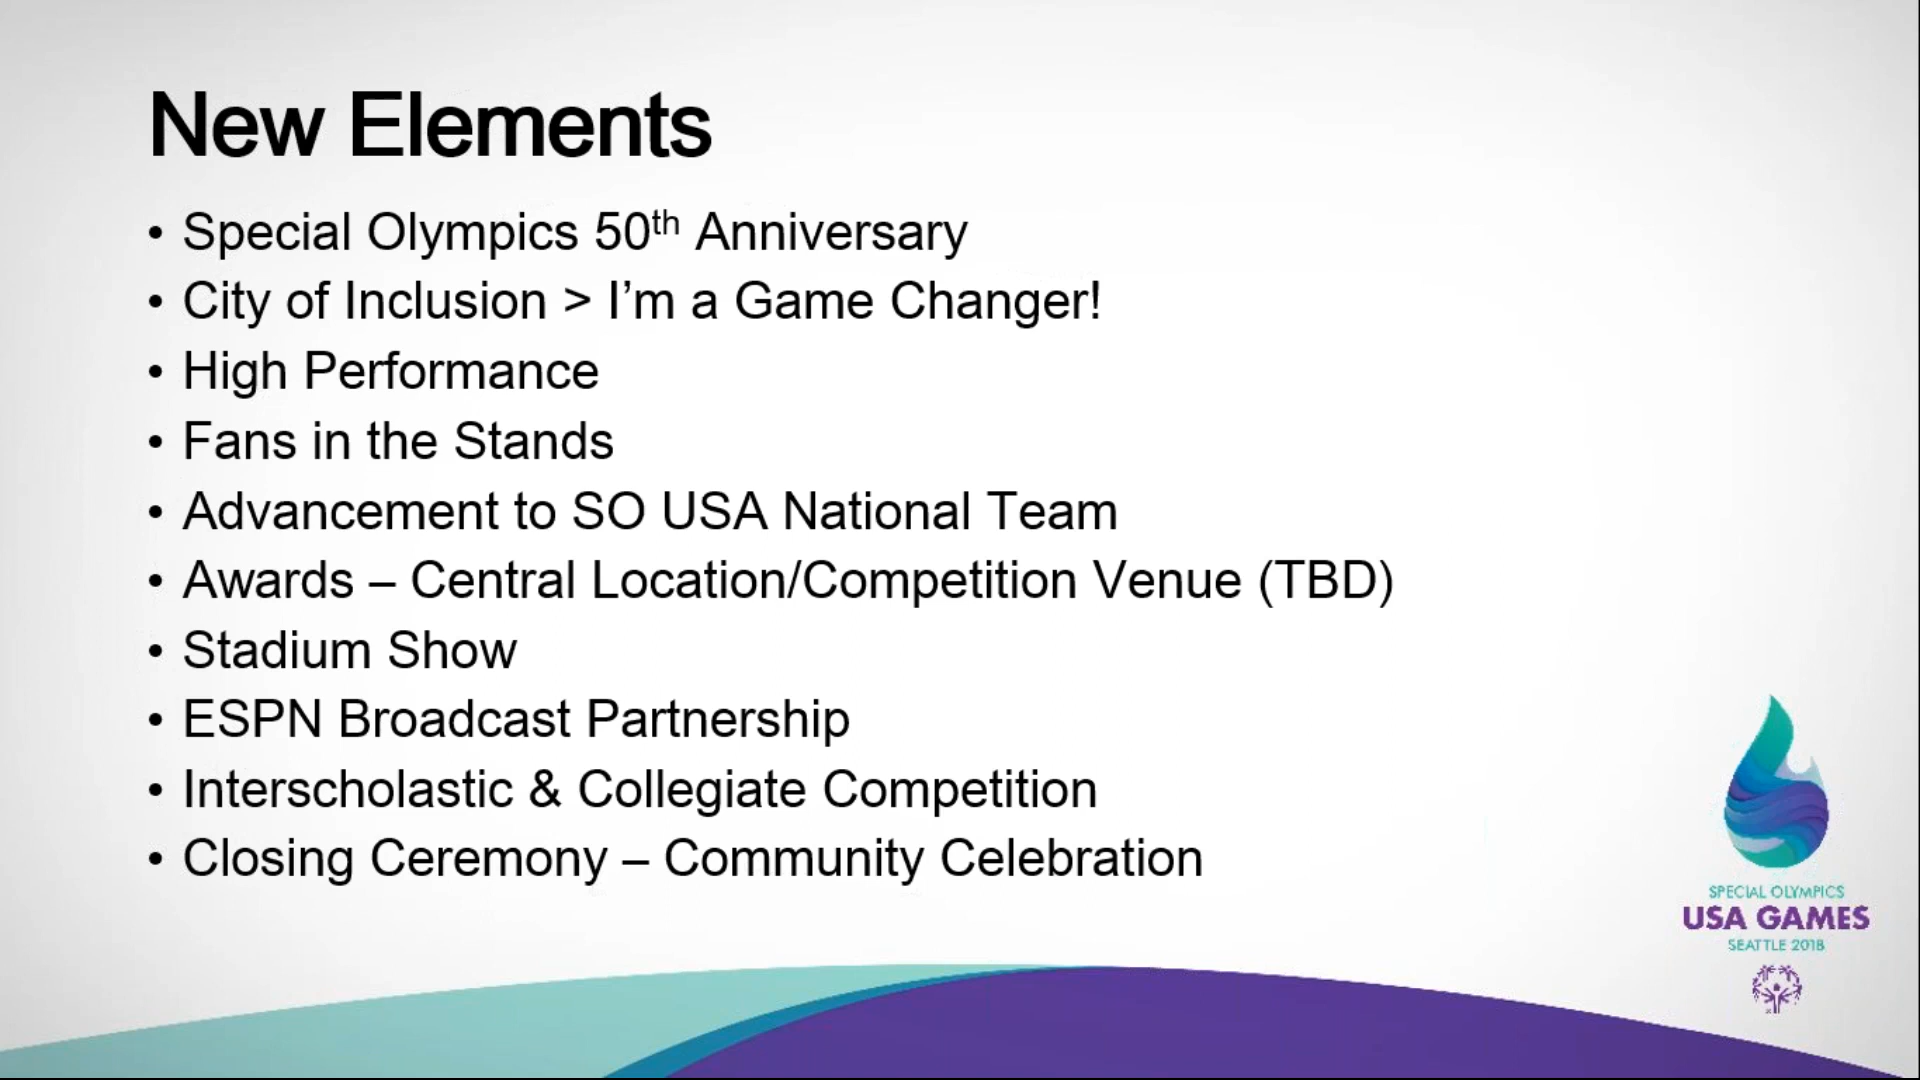 New Elements
• Special Olympics 50th Anniversary
• City of Inclusion > I’m a Game Changer!
• High Performance
• Fans in the Stands
• Advancement to SO USA National Team
• Awards – Central Location/Competition Venue (TBD)
• Stadium Show
• ESPN Broadcast Partnership
• Interscholastic & Collegiate Competition
• Closing Ceremony – Community Celebration
SPECIAL OLYMPICS
USA GAMES
SEATTLE 2018